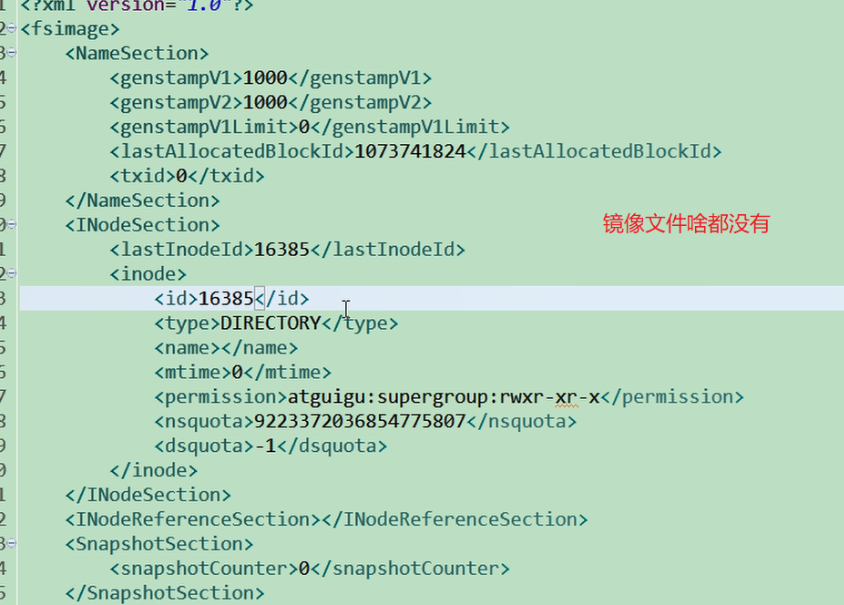 1 <?xml version="1.0"?>
2 <fsimage>
3 <NameSection>
4 <genstampV1>1000</genstampV1>
5 <genstampV2>1000</genstampV2>
6 <genstampV1Limit>0</genstampV1Limit>
7 <lastAllocatedBlockId>1073741824</lastAllocatedBlockId>
8 <txid>0</txid>
9 </NameSection>
0 <INodeSection>
镜像文件啥都没有
1 <lastInodeId>16385</lastInodeId>
2 <inode>
3 <id>16385</id>
4 <type>DIRECTORY</type>
5 <name></name>
6 <mtime>0</mtime>
7 <permission>atguigu:supergroup:rwxr-xr-x</permission>
8 <nsquota>9223372036854775807</nsquota>
9 <dsquota>-1</dsquota>
0 </inode>
1 </INodeSection>
2 <INodeReferenceSection></INodeReferenceSection>
3 <SnapshotSection>
4 <snapshotCounter>0</snapshotCounter>
5 </SnapshotSection>